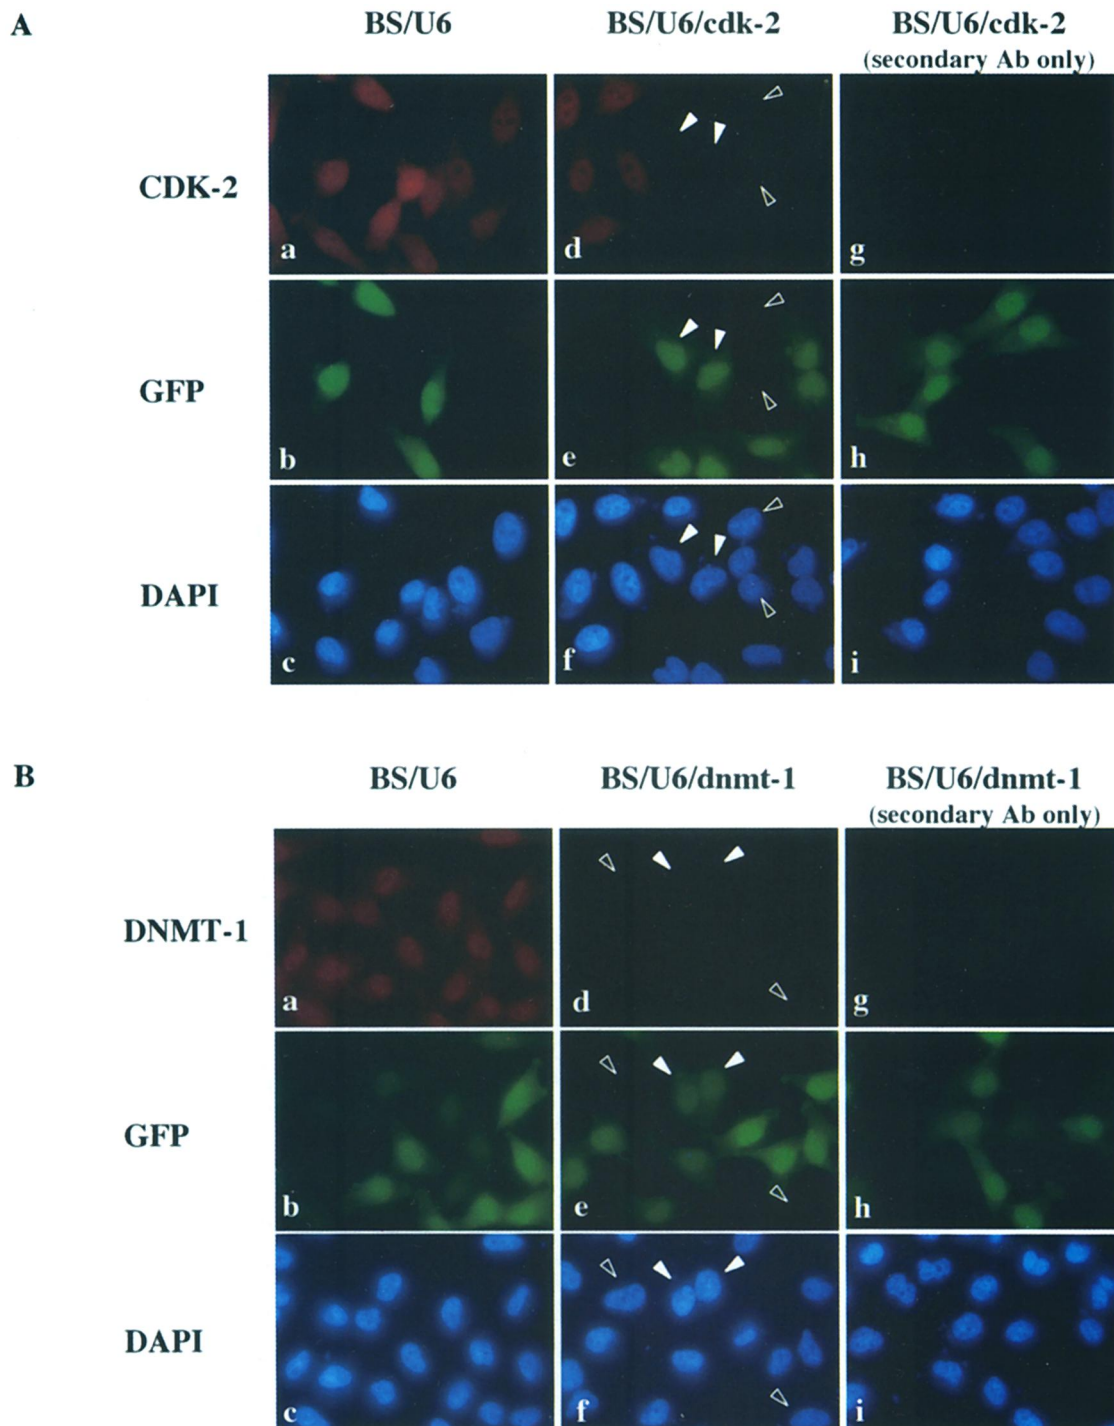 A
BS/U6 BS/U6/cdk-2 BS/U6/cdk-2
(secondary Ab only)
CDK-2
a d g
GFP
b e h
DAPI
c f i
B
BS/U6 BS/U6/dnmt-1 BS/U6/dnmt-1
(secondary Ab only)
DNMT-1
a d g
GFP
b e h
DAPI
c f i